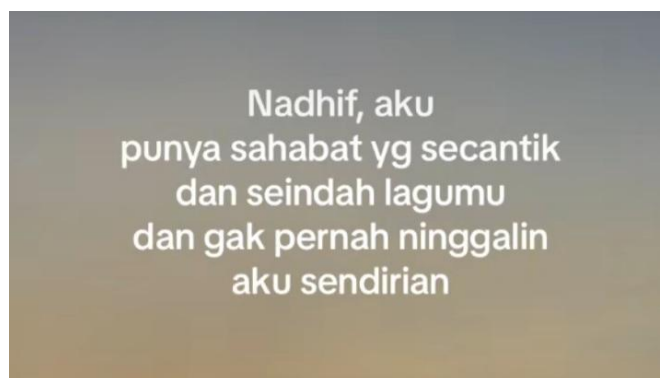 Nadhif, aku
punya sahabat yg secantik
dan seindah lagumu
dan gak pernah ninggalin
aku sendirian